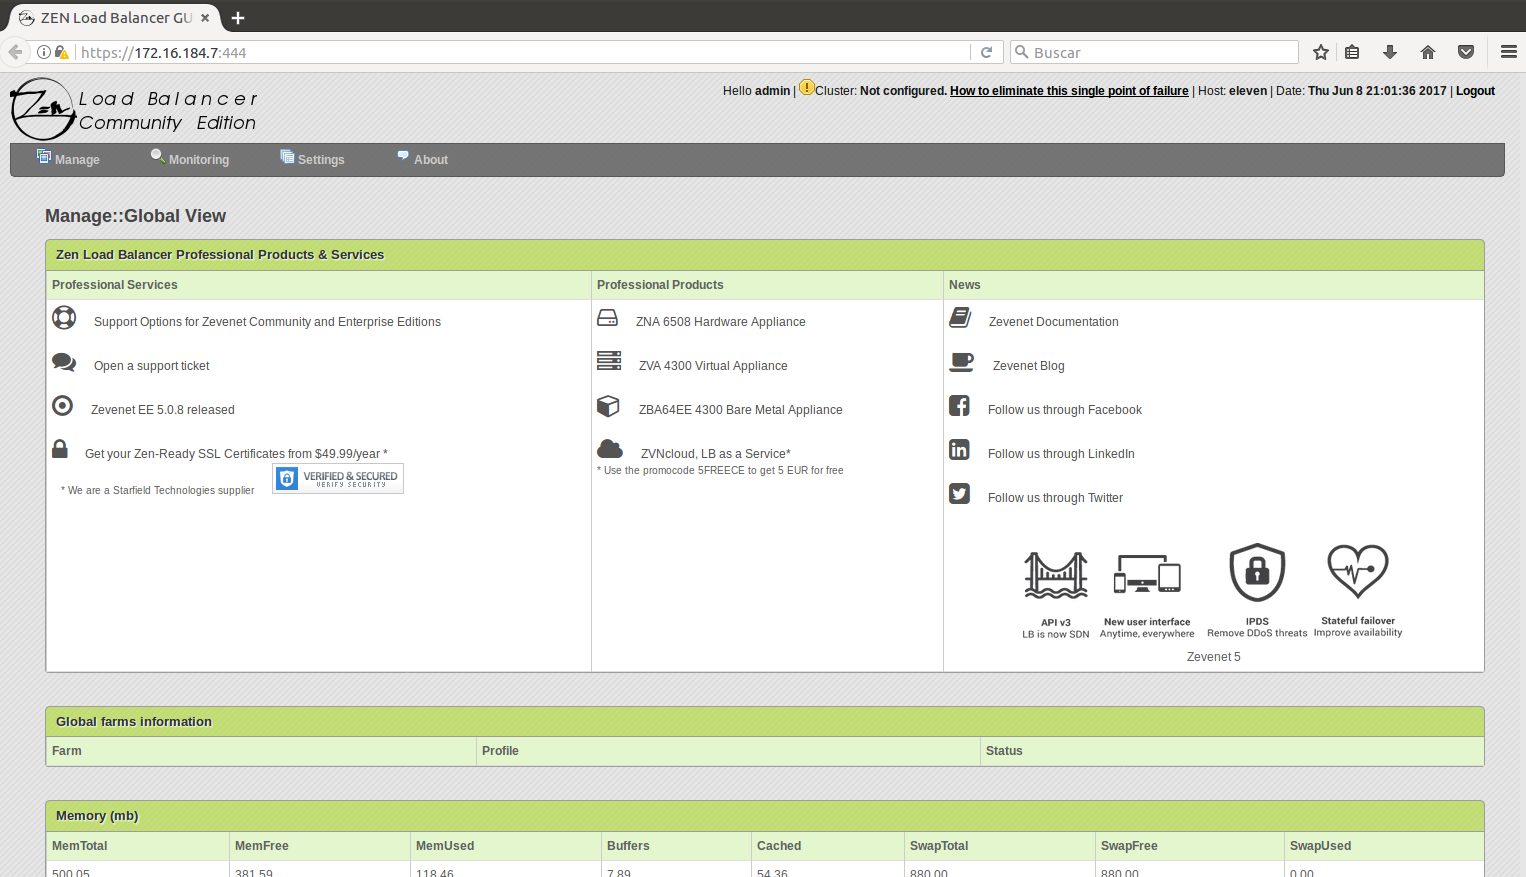 ZEN Load Balancer GU
https://172.16.184.7:444
Buscar
Zen Load Balancer
Community Edition
Hello admin | Cluster: Not configured. How to eliminate this single point of failure | Host: eleven | Date: Thu Jun 8 21:01:36 2017 | Logout
Manage Monitoring Settings About
Manage::Global View
Zen Load Balancer Professional Products & Services
Professional Services Professional Products News
Support Options for Zevenet Community and Enterprise Editions ZNA 6508 Hardware Appliance Zevenet Documentation
Open a support ticket ZVA 4300 Virtual Appliance Zevenet Blog
Zevenet EE 5.0.8 released ZBA64EE 4300 Bare Metal Appliance Follow us through Facebook
Get your Zen-Ready SSL Certificates from $49.99/year * ZVNcloud, LB as a Service* Follow us through LinkedIn
* Use the promocode 5FREECE to get 5 EUR for free
VERIFIED & SECURED
VERIFY SECURITY
* We are a Starfield Technologies supplier
Follow us through Twitter
API v3 New user interface IPDS Stateful failover
LB is now SDN Anytime, everywhere Remove DDoS threats Improve availability
Zevenet 5
Global farms information
Farm Profile Status
Memory (mb)
MemTotal MemFree MemUsed Buffers Cached SwapTotal SwapFree SwapUsed
500.05 381.59 118.46 7.89 54.36 880.00 880.00 0.00